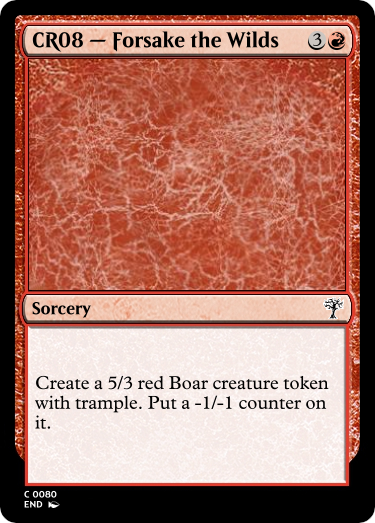 CR08 — Forsake the Wilds 3
Sorcery
Create a 5/3 red Boar creature token
with trample. Put a -1/-1 counter on
it.
C 0080
END